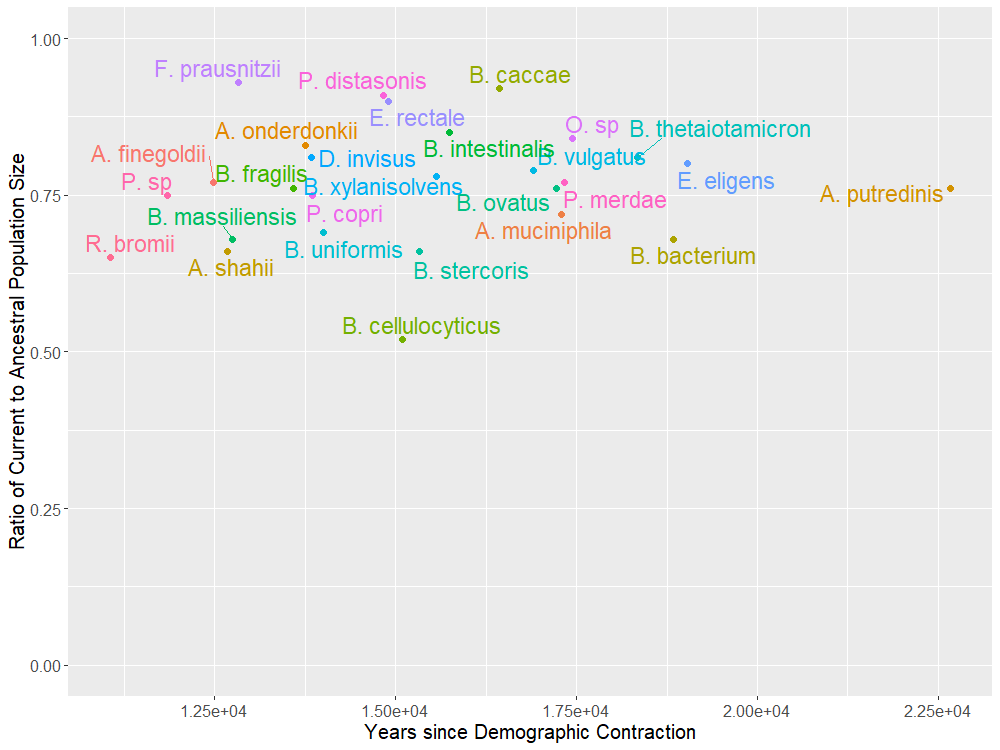 1.00
F. prausnitzii
P. distasonis
B. caccae
E. rectale
A. onderdonkii
O. sp
B. thetaiotamicron
A. finegoldii
D. invisus
B. intestinalis
B. vulgatus
B. fragilis
P. sp
B. xylanisolvens
E. eligens
0.75
A. putredinis
B. ovatus
P. merdae
B. massiliensis
P. copri
A. muciniphila
R. bromii
B. uniformis
B. bacterium
A. shahii
B. stercoris
B. cellulocyticus
0.50
0.25
0.00
Ratio of Current to Ancestral Population Size
1.25e+04 1.50e+04 1.75e+04 2.00e+04 2.25e+04
Years since Demographic Contraction